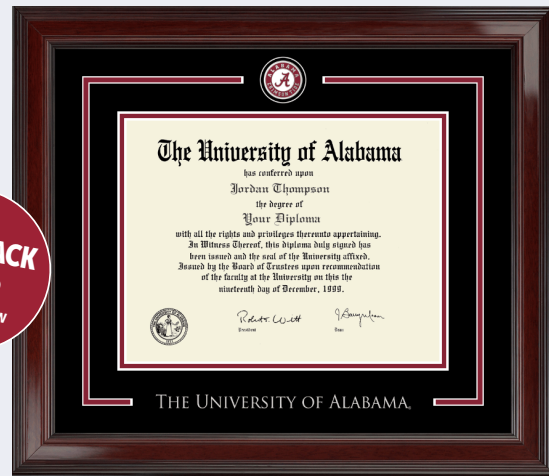 ALABAMA
A
The University of Alabama
has conferred upon
Jordan Thompson
the degree of
Your Diploma
with all the rights and privileges thereunto appertaining.
In Witness Thereof, this diploma duly signed has
been issued and the seal of the University affixed.
Issued by the Board of Trustees upon recommendation
of the faculty at the University on this the
nineteenth day of December, 1999.
Robert E. Witt
President
Dean
ACK
W
THE UNIVERSITY OF ALABAMA®